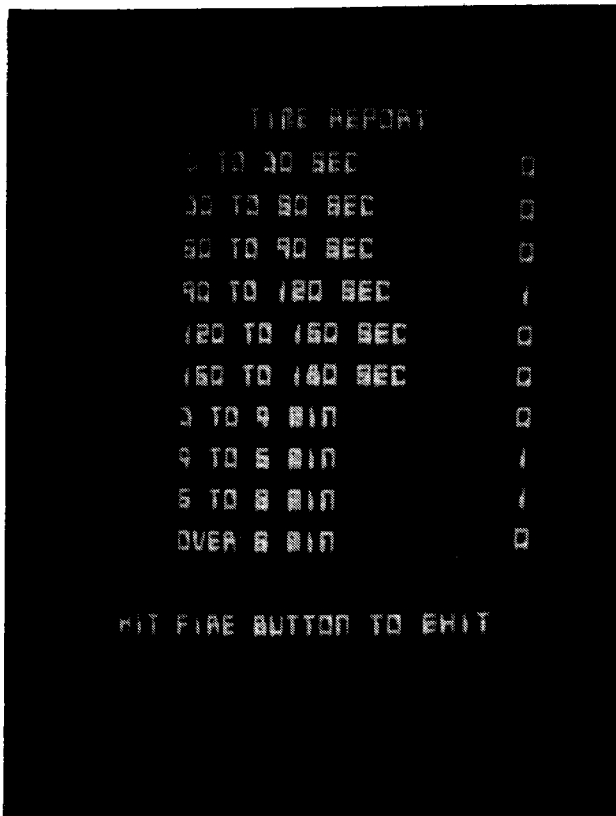 TIME REPORT
0 TO 30 SEC 0
30 TO 60 SEC 0
60 TO 90 SEC 0
90 TO 120 SEC 1
120 TO 150 SEC 0
150 TO 180 SEC 0
3 TO 4 MIN 0
4 TO 5 MIN 1
5 TO 6 MIN 1
OVER 6 MIN 0
HIT FIRE BUTTON TO EXIT